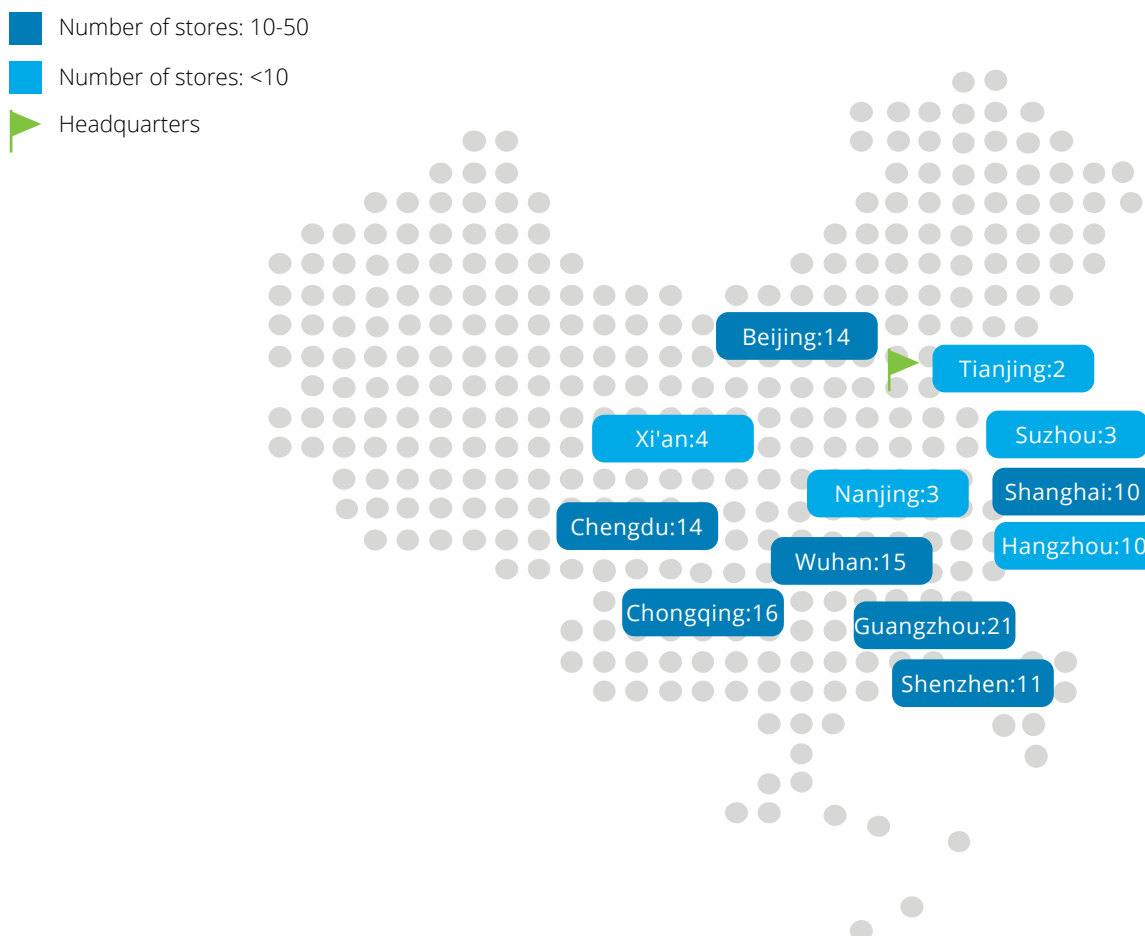 Number of stores: 10-50
Number of stores: <10
Headquarters
Beijing:14
Tianjing:2
Suzhou:3
Xi'an:4
Nanjing:3
Shanghai:10
Chengdu:14
Hangzhou:10
Wuhan:15
Chongqing:16
Guangzhou:21
Shenzhen:11